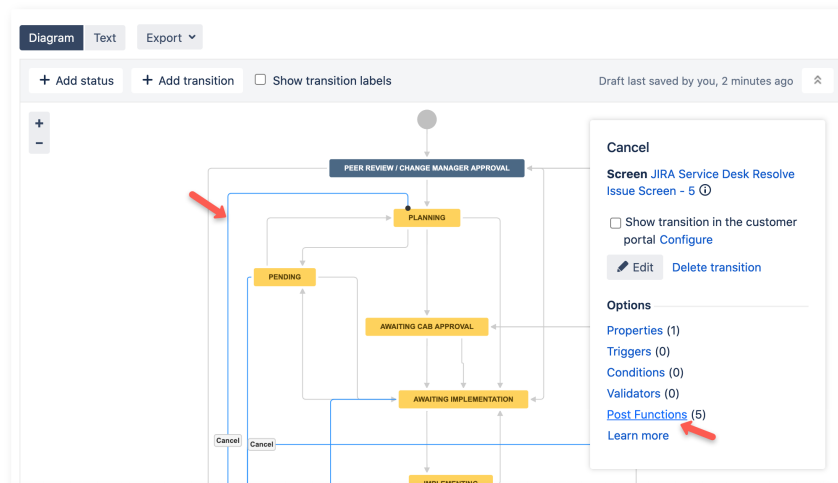 Diagram Text Export
+ Add status + Add transition Show transition labels Draft last saved by you, 2 minutes ago
+
−
PEER REVIEW / CHANGE MANAGER APPROVAL
PLANNING
PENDING
AWAITING CAB APPROVAL
AWAITING IMPLEMENTATION
Cancel
Cancel
IMPLEMENTING
Cancel
Screen JIRA Service Desk Resolve
Issue Screen - 5
Show transition in the customer
portal Configure
Edit Delete transition
Options
Properties (1)
Triggers (0)
Conditions (0)
Validators (0)
Post Functions (5)
Learn more